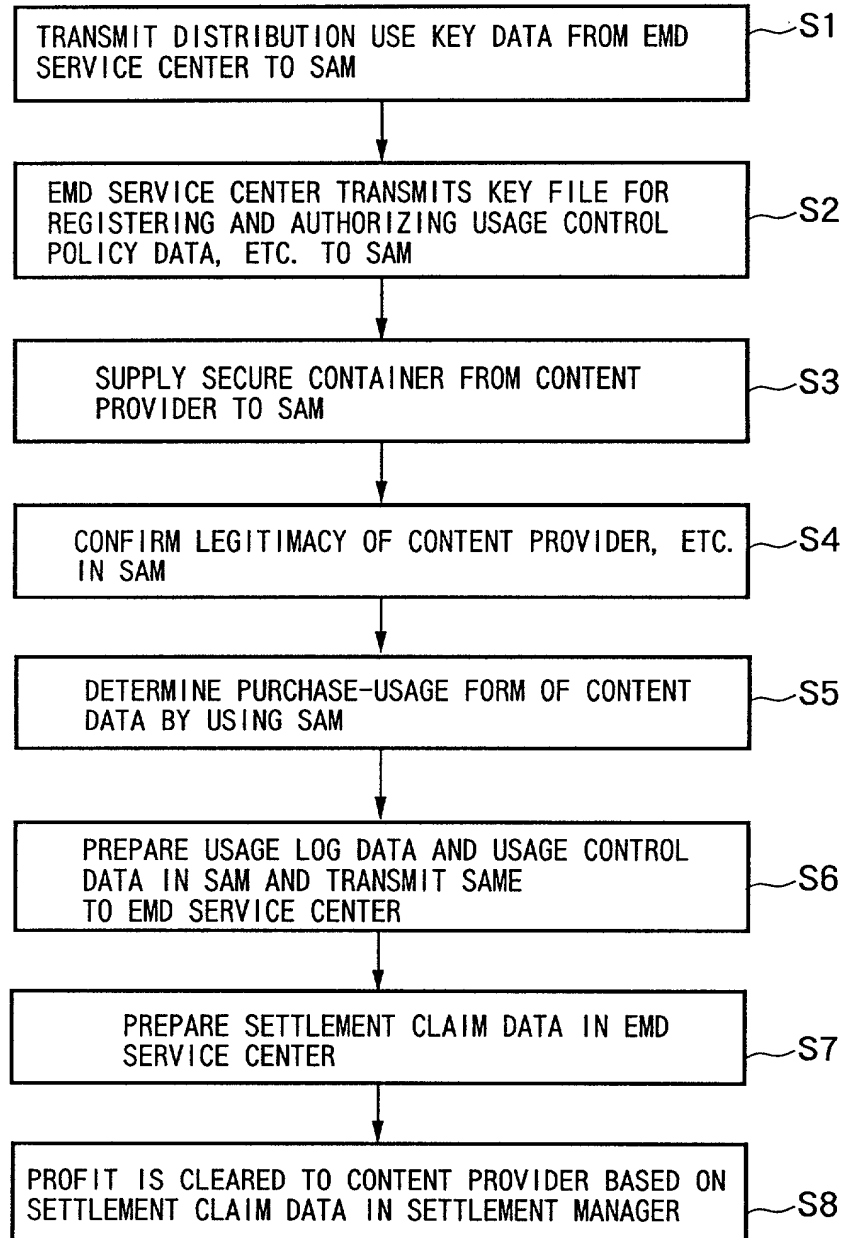 TRANSMIT DISTRIBUTION USE KEY DATA FROM EMD
SERVICE CENTER TO SAM
S1
EMD SERVICE CENTER TRANSMITS KEY FILE FOR
REGISTERING AND AUTHORIZING USAGE CONTROL
POLICY DATA, ETC. TO SAM
S2
SUPPLY SECURE CONTAINER FROM CONTENT
PROVIDER TO SAM
S3
CONFIRM LEGITIMACY OF CONTENT PROVIDER, ETC.
IN SAM
S4
DETERMINE PURCHASE-USAGE FORM OF CONTENT
DATA BY USING SAM
S5
PREPARE USAGE LOG DATA AND USAGE CONTROL
DATA IN SAM AND TRANSMIT SAME
TO EMD SERVICE CENTER
S6
PREPARE SETTLEMENT CLAIM DATA IN EMD
SERVICE CENTER
S7
PROFIT IS CLEARED TO CONTENT PROVIDER BASED ON
SETTLEMENT CLAIM DATA IN SETTLEMENT MANAGER
S8